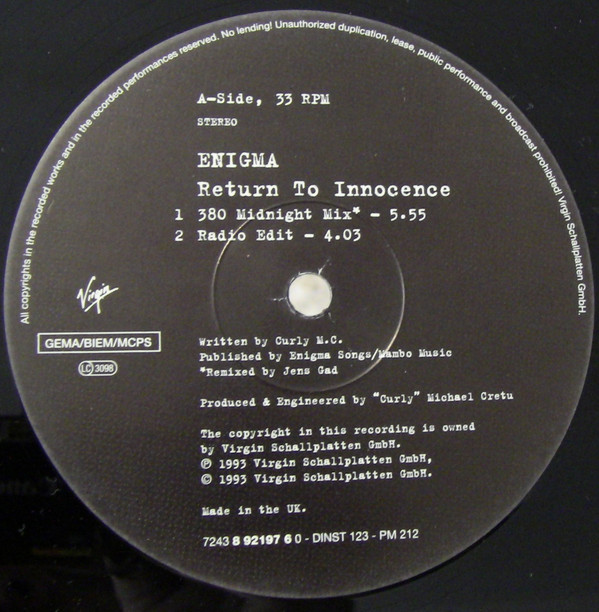 All copyrights in the recorded works and in the recorded performances reserved. No lending! Unauthorized duplication, lease, public performance and broadcast prohibited! Virgin Schallplatten GmbH.
A-Side, 33 RPM
STEREO
ENIGMA
Return To Innocence
1 380 Midnight Mix* - 5.55
2 Radio Edit - 4.03
Virgin
GEMA/BIEM/MCPS
LC 3098
Written by Curly M.C.
Published by Enigma Songs/Mambo Music
*Remixed by Jens Gad
Produced & Engineered by "Curly" Michael Cretu
The copyright in this recording is owned
by Virgin Schallplatten GmbH.
℗ 1993 Virgin Schallplatten GmbH,
© 1993 Virgin Schallplatten GmbH.
Made in the UK.
7243 8 92197 6 0 - DINST 123 - PM 212